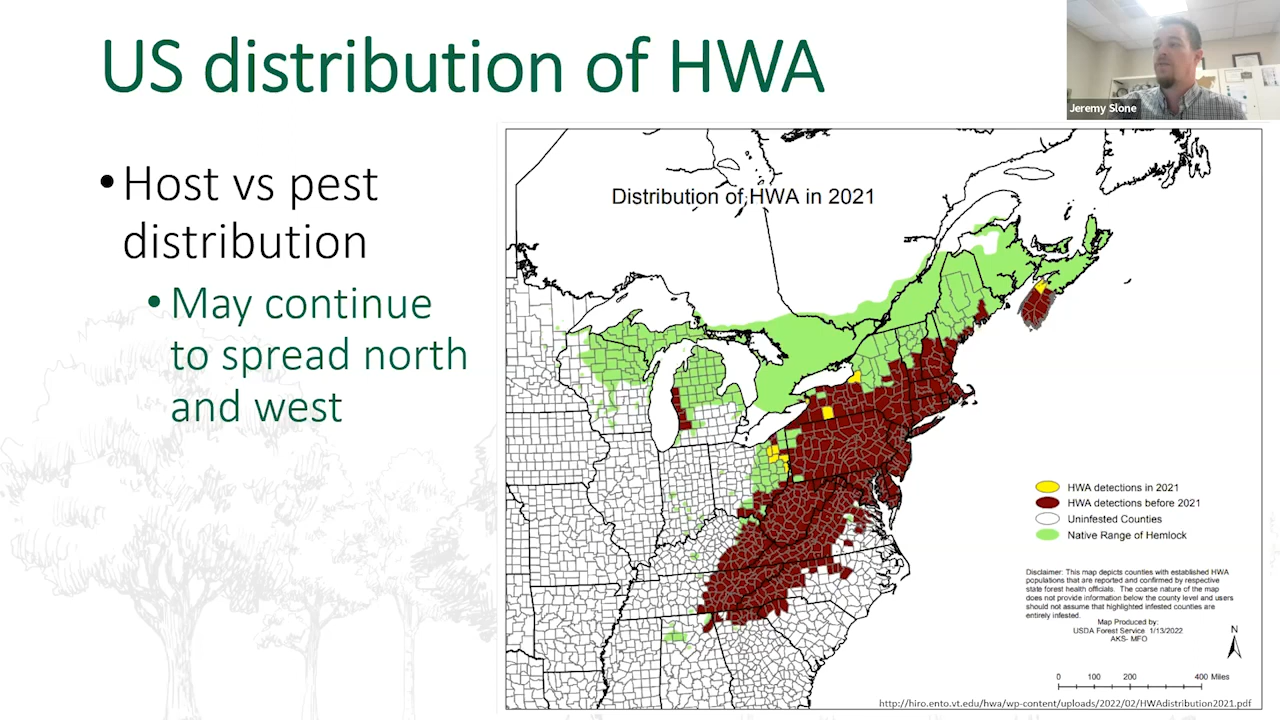 US distribution of HWA
Jeremy Slone
•Host vs pest
distribution
•May continue
to spread north
and west
Distribution of HWA in 2021
HWA detections in 2021
HWA detections before 2021
Uninfested Counties
Native Range of Hemlock
Disclaimer: This map depicts counties with established HWA
populations that are reported and confirmed by respective
state forest health officials. The coarse nature of the map
does not provide information below the county level and users
should not assume that highlighted infested counties are
entirely infested.
Map Produced by:
USDA Forest Service 1/13/2022
AKS- MFO
N
0 100 200 400 Miles
http://hiro.ento.vt.edu/hwa/wp-content/uploads/2022/02/HWAdistribution2021.pdf